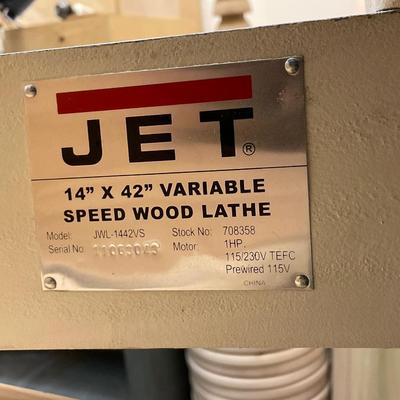 JET®
14" X 42" VARIABLE
SPEED WOOD LATHE
Model: JWL-1442VS Stock No: 708358
Serial No: 11063043 Motor: 1HP.
115/230V TEFC
Prewired 115V
CHINA